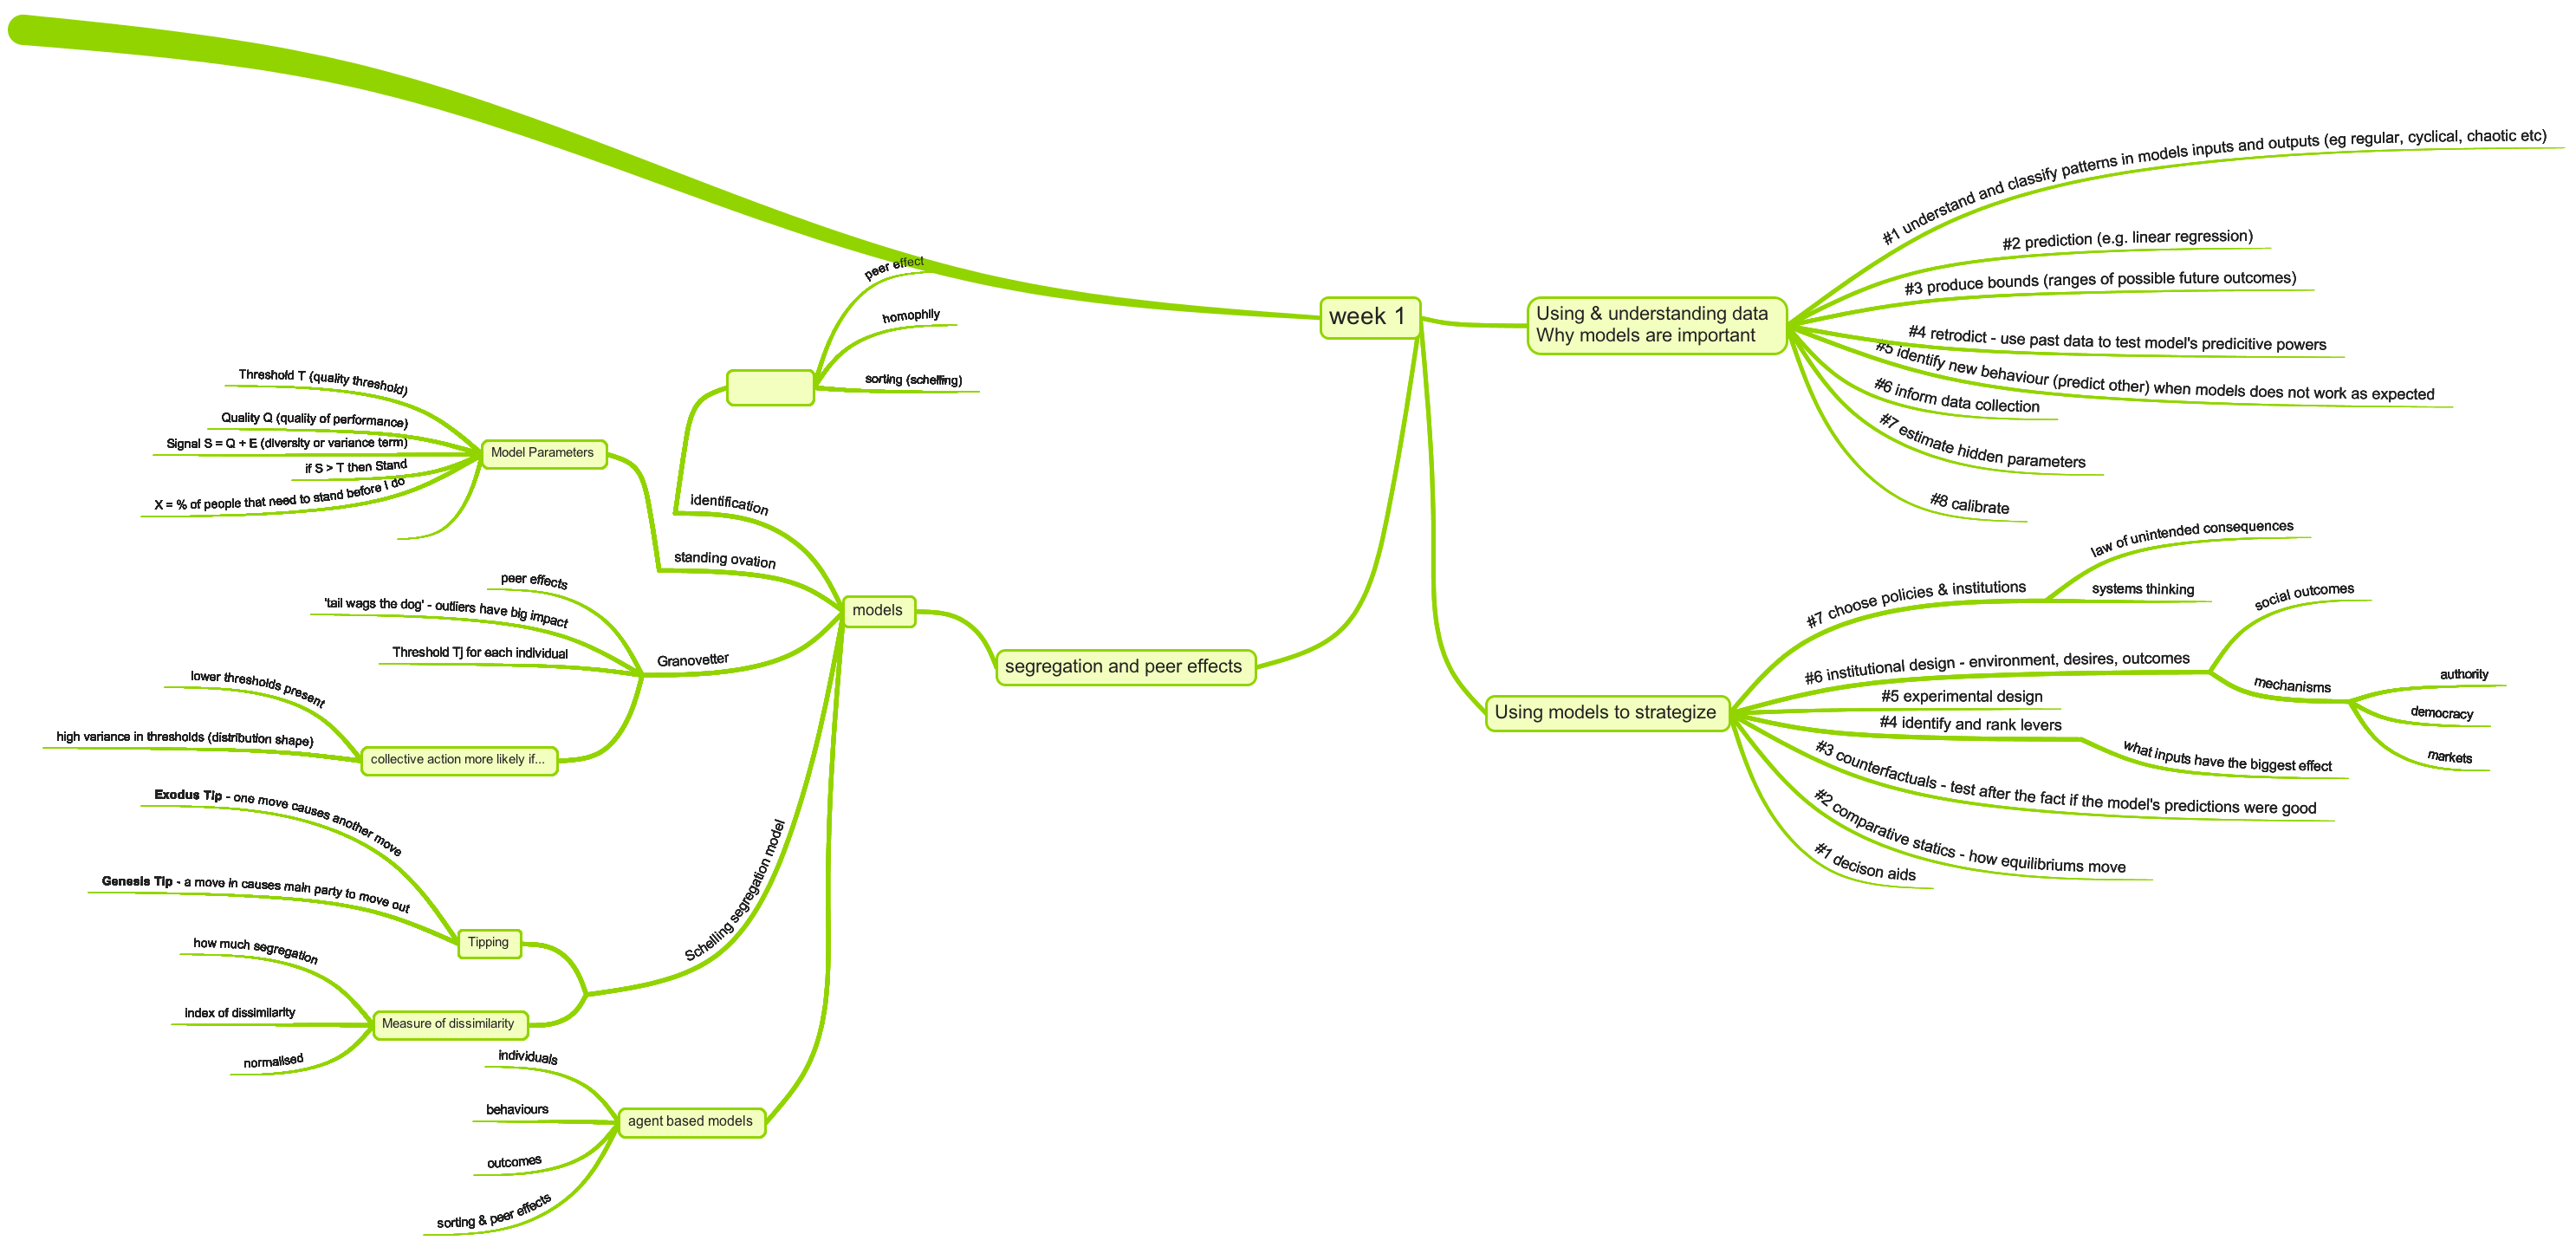 week 1
Using & understanding data
Why models are important
#1 understand and classify patterns in models inputs and outputs (eg regular, cyclical, chaotic etc)
#2 prediction (e.g. linear regression)
#3 produce bounds (ranges of possible future outcomes)
#4 retrodict - use past data to test model's predicitive powers
#5 identify new behaviour (predict other) when models does not work as expected
#6 inform data collection
#7 estimate hidden parameters
#8 calibrate
Using models to strategize
#7 choose policies & institutions
law of unintended consequences
systems thinking
#6 institutional design - environment, desires, outcomes
social outcomes
mechanisms
authority
democracy
markets
#5 experimental design
#4 identify and rank levers
what inputs have the biggest effect
#3 counterfactuals - test after the fact if the model's predictions were good
#2 comparative statics - how equilibriums move
#1 decison aids
segregation and peer effects
models
identification
peer effect
homophily
sorting (schelling)
standing ovation
Model Parameters
Threshold T (quality threshold)
Quality Q (quality of performance)
Signal S = Q + E (diversity or variance term)
if S > T then Stand
X = % of people that need to stand before I do
Granovetter
peer effects
'tail wags the dog' - outliers have big impact
Threshold Tj for each individual
collective action more likely if...
lower thresholds present
high variance in thresholds (distribution shape)
Schelling segregation model
Tipping
Exodus Tip - one move causes another move
Genesis Tip - a move in causes main party to move out
Measure of dissimilarity
how much segregation
index of dissimilarity
normalised
agent based models
individuals
behaviours
outcomes
sorting & peer effects